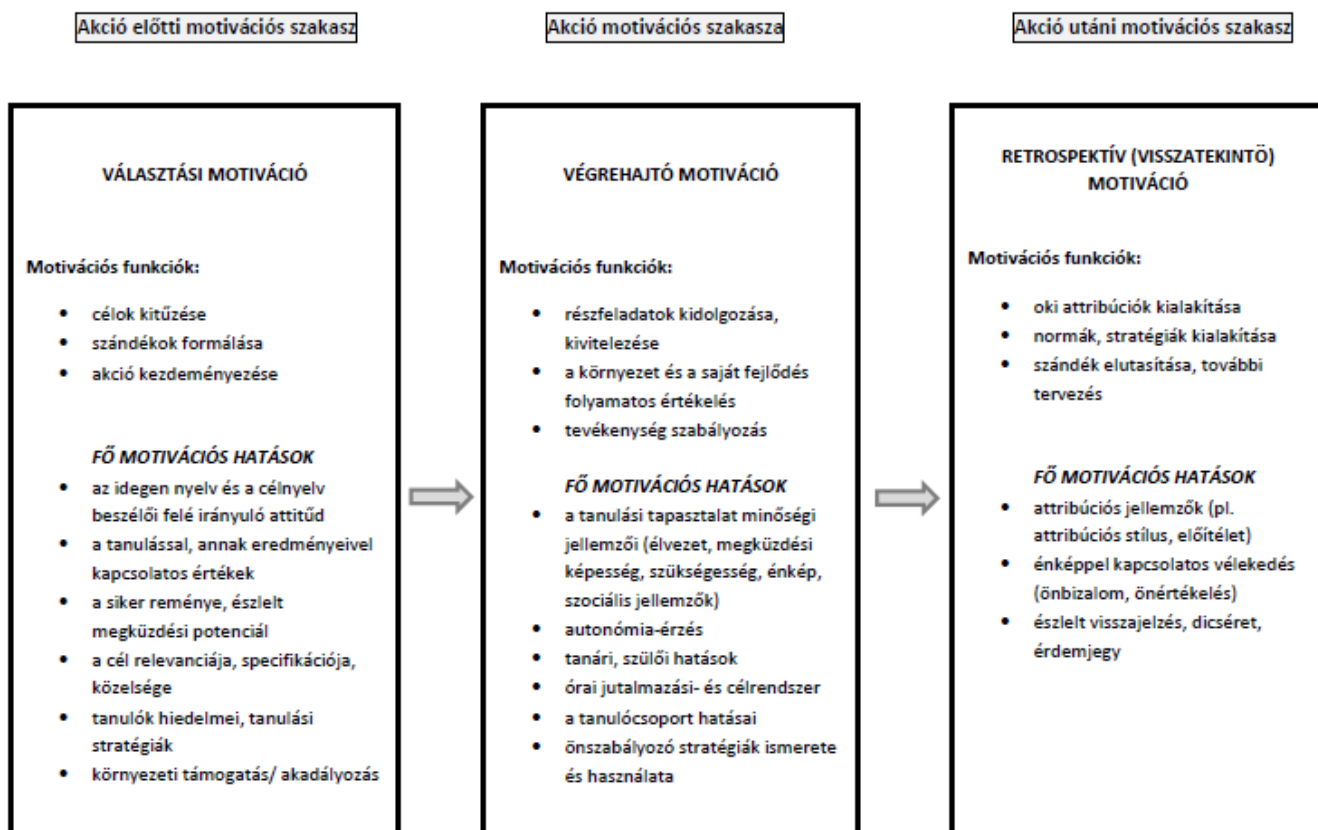 Akció előtti motivációs szakasz
Akció motivációs szakasza
Akció utáni motivációs szakasz
VÁLASZTÁSI MOTIVÁCIÓ
Motivációs funkciók:
• célok kitűzése
• szándékok formálása
• akció kezdeményezése
FŐ MOTIVÁCIÓS HATÁSOK
• az idegen nyelv és a célnyelv
beszélői felé irányuló attitűd
• a tanulással, annak eredményeivel
kapcsolatos értékek
• a siker reménye, észlelt
megküzdési potenciál
• a cél relevanciája, specifikációja,
közelsége
• tanulók hiedelmei, tanulási
stratégiák
• környezeti támogatás/ akadályozás
VÉGREHAJTÓ MOTIVÁCIÓ
Motivációs funkciók:
• részfeladatok kidolgozása,
kivitelezése
• a környezet és a saját fejlődés
folyamatos értékelés
• tevékenység szabályozás
FŐ MOTIVÁCIÓS HATÁSOK
• a tanulási tapasztalat minőségi
jellemzői (élvezet, megküzdési
képesség, szükségesség, énkép,
szociális jellemzők)
• autonómia-érzés
• tanári, szülői hatások
• órai jutalmazási- és célrendszer
• a tanulócsoport hatásai
• önszabályozó stratégiák ismerete
és használata
RETROSPEKTÍV (VISSZATEKINTÖ)
MOTIVÁCIÓ
Motivációs funkciók:
• oki attribúciók kialakítása
• normák, stratégiák kialakítása
• szándék elutasítása, további
tervezés
FŐ MOTIVÁCIÓS HATÁSOK
• attribúciós jellemzők (pl.
attribúciós stílus, előítélet)
• énképpel kapcsolatos vélekedés
(önbizalom, önértékelés)
• észlelt visszajelzés, dicséret,
érdemjegy